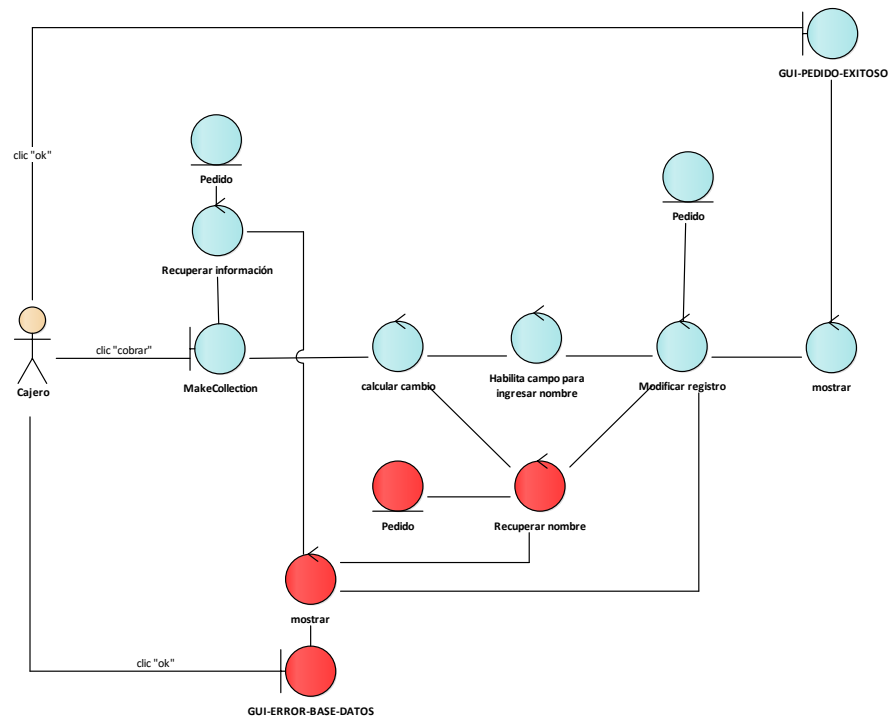 GUI-PEDIDO-EXITOSO
clic "ok"
Pedido
Pedido
Recuperar información
clic "cobrar"
Cajero
MakeCollection
calcular cambio
Habilita campo para
ingresar nombre
Modificar registro
mostrar
Pedido
Recuperar nombre
mostrar
clic "ok"
GUI-ERROR-BASE-DATOS